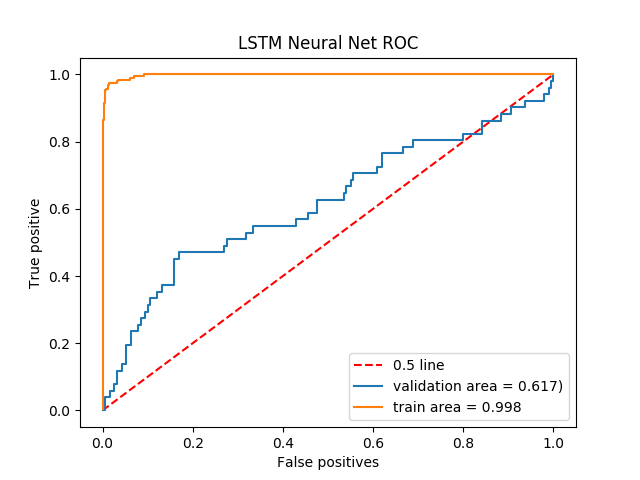 LSTM Neural Net ROC
1.0
0.8
0.6
0.4
0.2
0.0
True positive
0.0
0.2
0.4
0.6
0.8
1.0
False positives
0.5 line
validation area = 0.617)
train area = 0.998